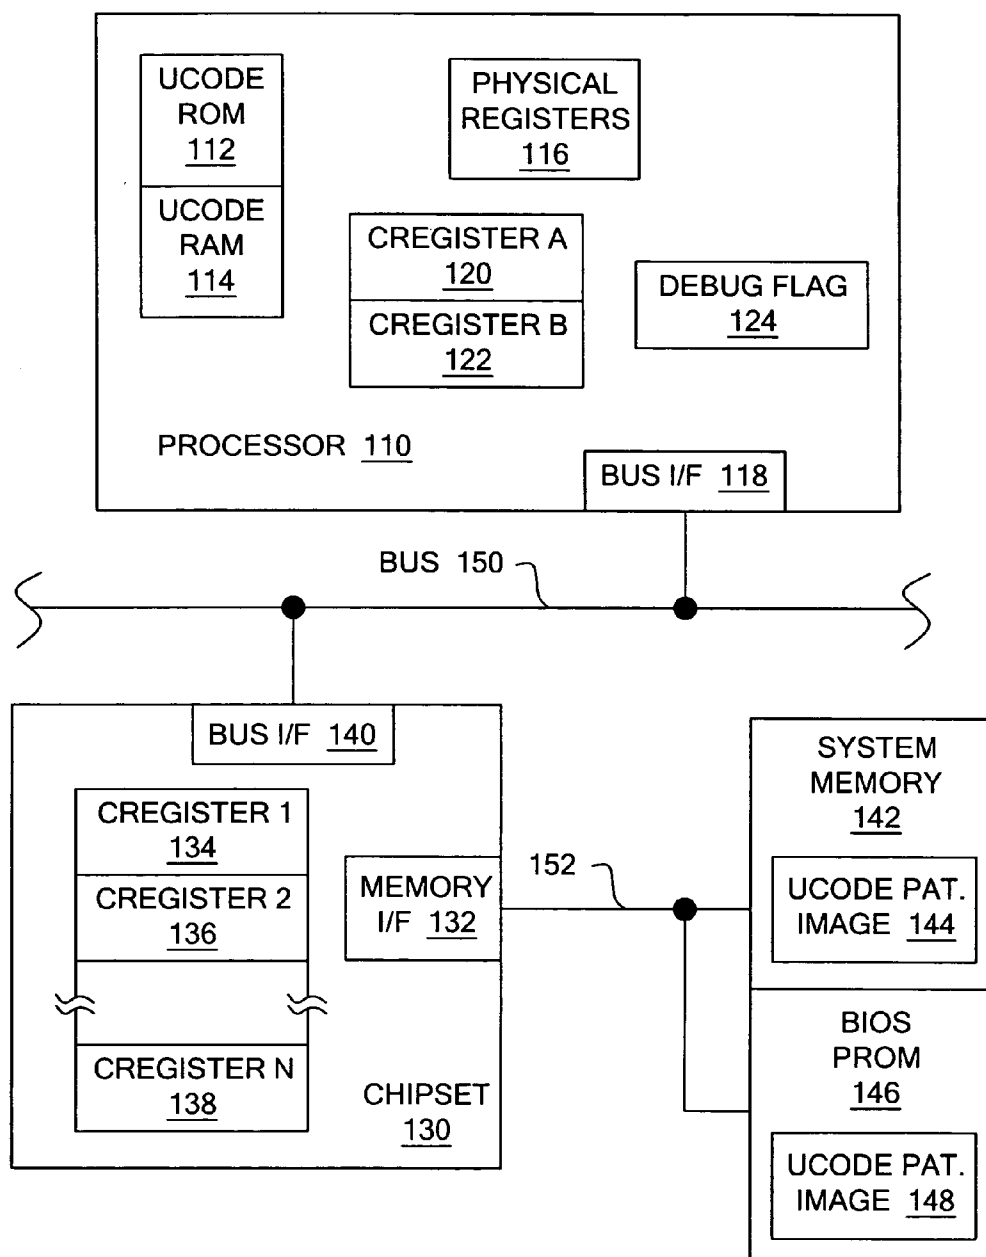 UCODE
ROM
112
UCODE
RAM
114
PHYSICAL
REGISTERS
116
CREGISTER A
120
CREGISTER B
122
DEBUG FLAG
124
PROCESSOR 110
BUS I/F 118
BUS 150
BUS I/F 140
CREGISTER 1
134
CREGISTER 2
136
CREGISTER N
138
MEMORY
I/F 132
CHIPSET
130
152
SYSTEM
MEMORY
142
UCODE PAT.
IMAGE 144
BIOS
PROM
146
UCODE PAT.
IMAGE 148